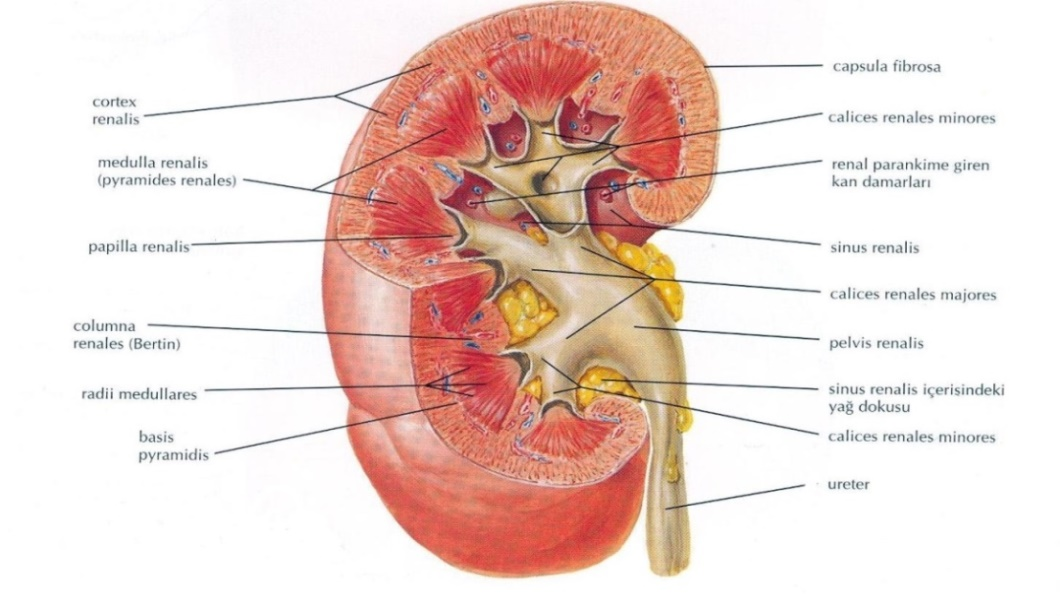 cortex
renalis
medulla renalis
(pyramides renales)
papilla renalis
columna
renales (Bertin)
radii medullares
basis
pyramidis
capsula fibrosa
calices renales minores
renal parankime giren
kan damarları
sinus renalis
calices renales majores
pelvis renalis
sinus renalis içerisindeki
yağ dokusu
calices renales minores
ureter